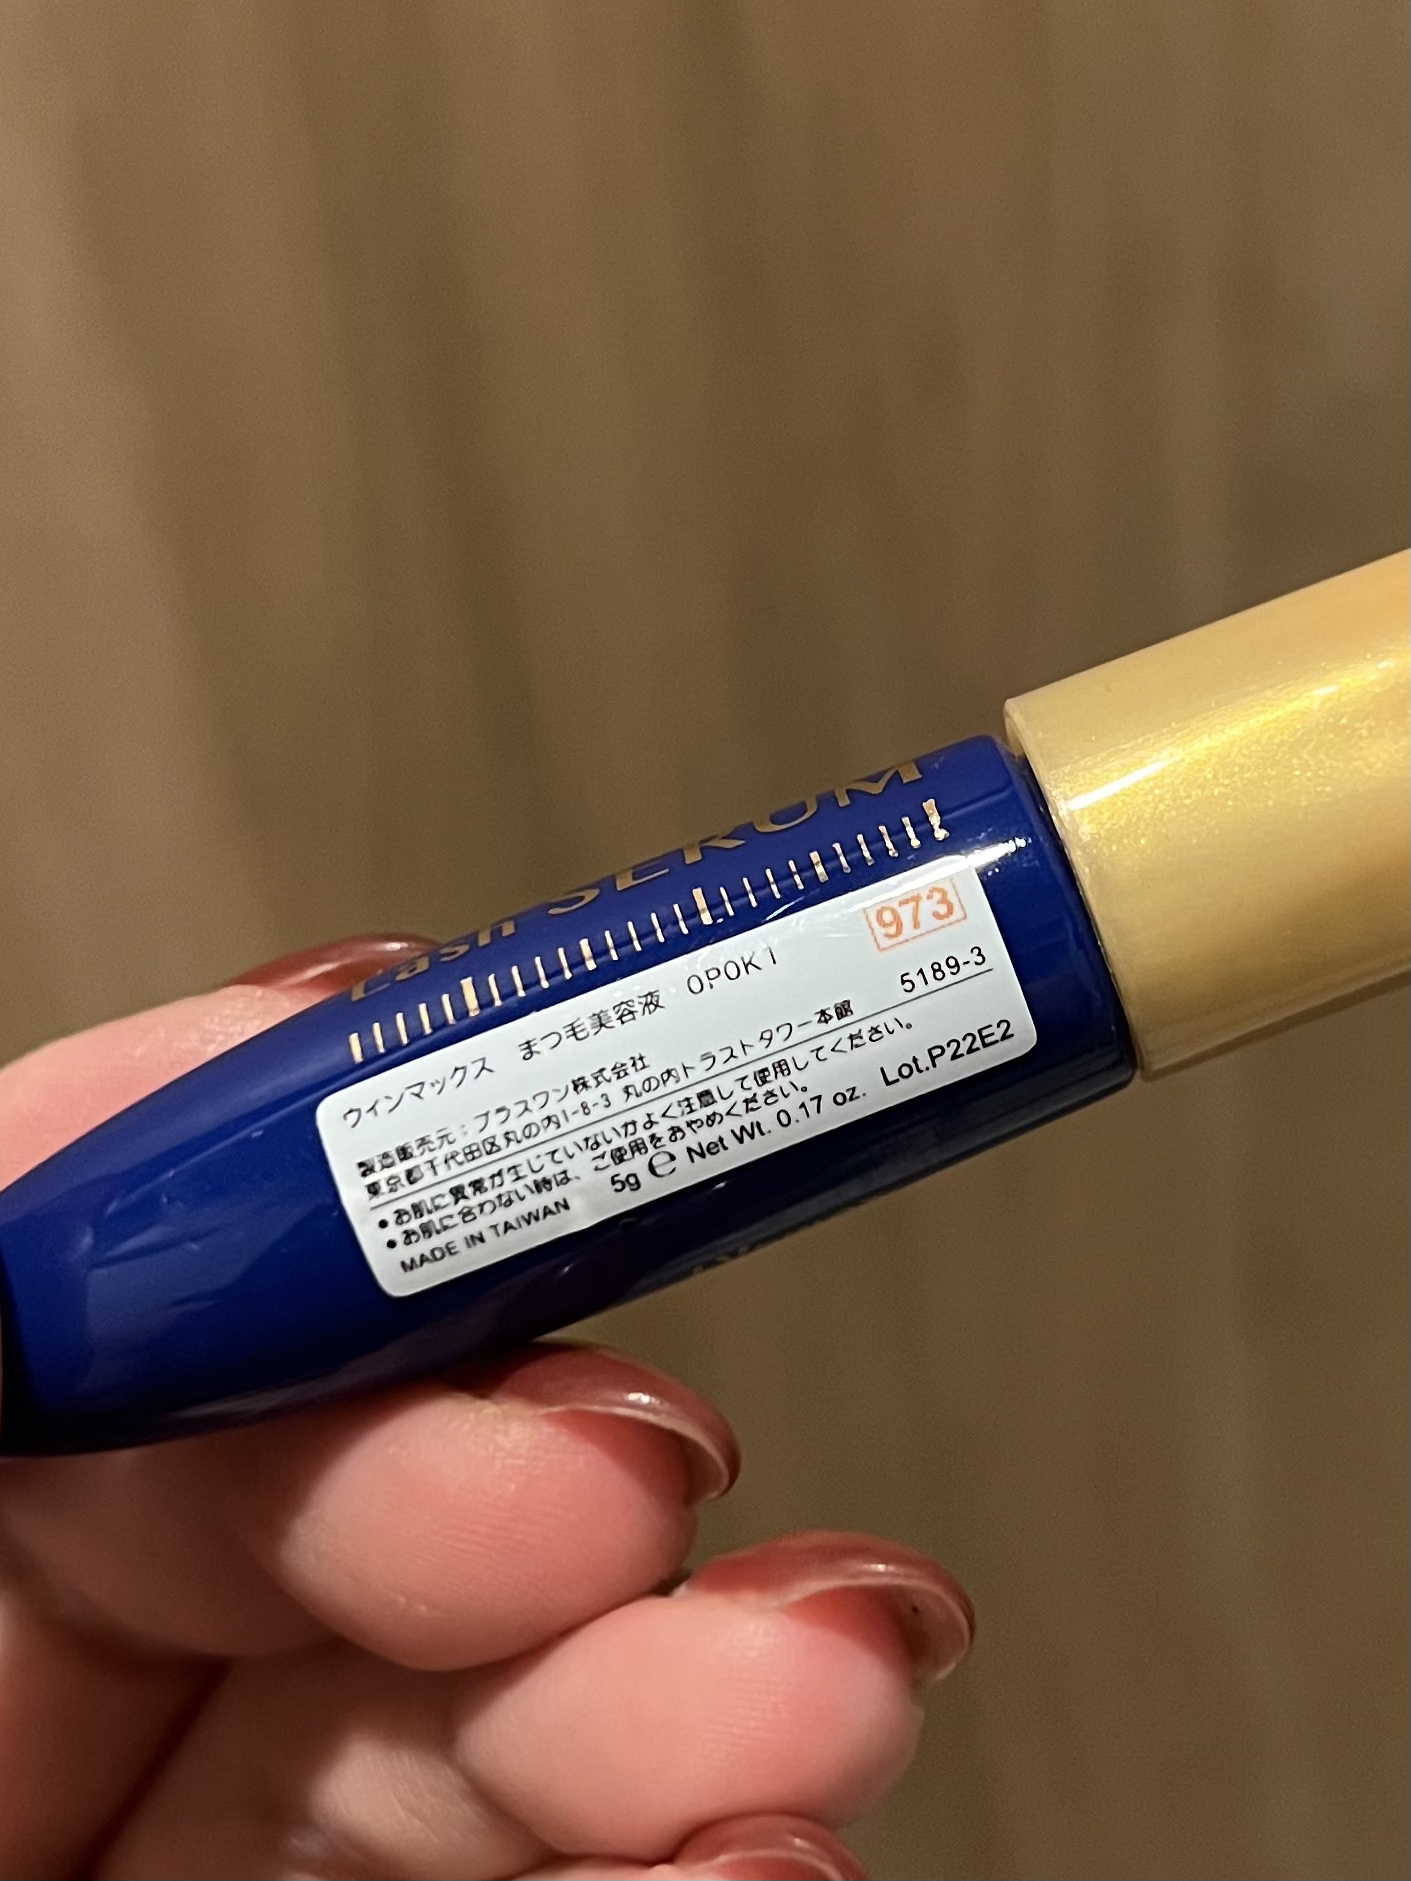 Lash SERUM
973
ウインマックス まつ毛美容液 OPOK1
5189-3
製造販売元：プラスワン株式会社
東京都千代田区丸の内1-8-3 丸の内トラストタワー本館
●お肌に異常が生じていないかよく注意して使用してください。
●お肌に合わない時は、ご使用をおやめください。
MADE IN TAIWAN 5g ℮ Net Wt. 0.17 oz. Lot.P22E2